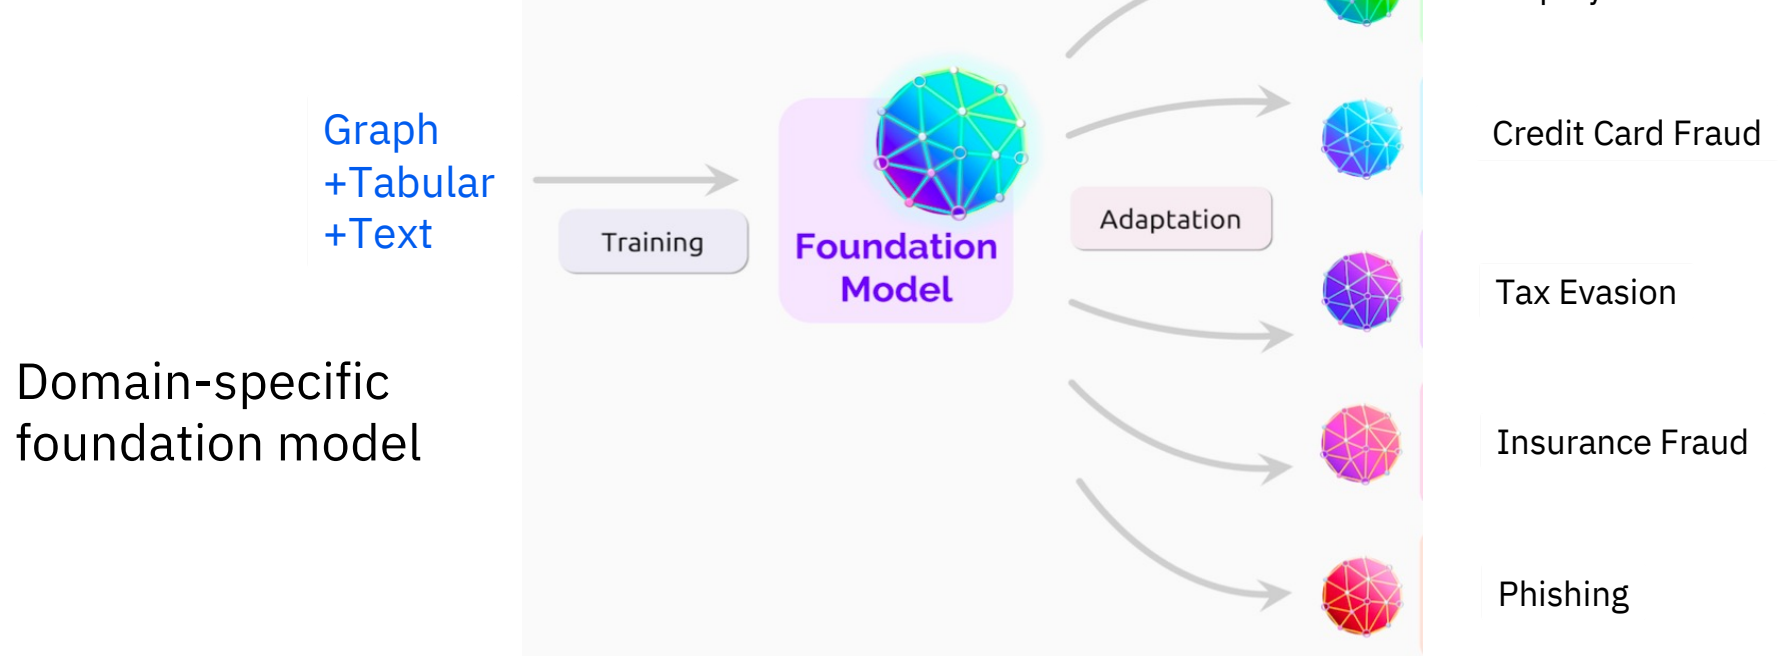 Graph
+Tabular
+Text
Training
Foundation
Model
Adaptation
Credit Card Fraud
Tax Evasion
Insurance Fraud
Phishing
Domain-specific
foundation model